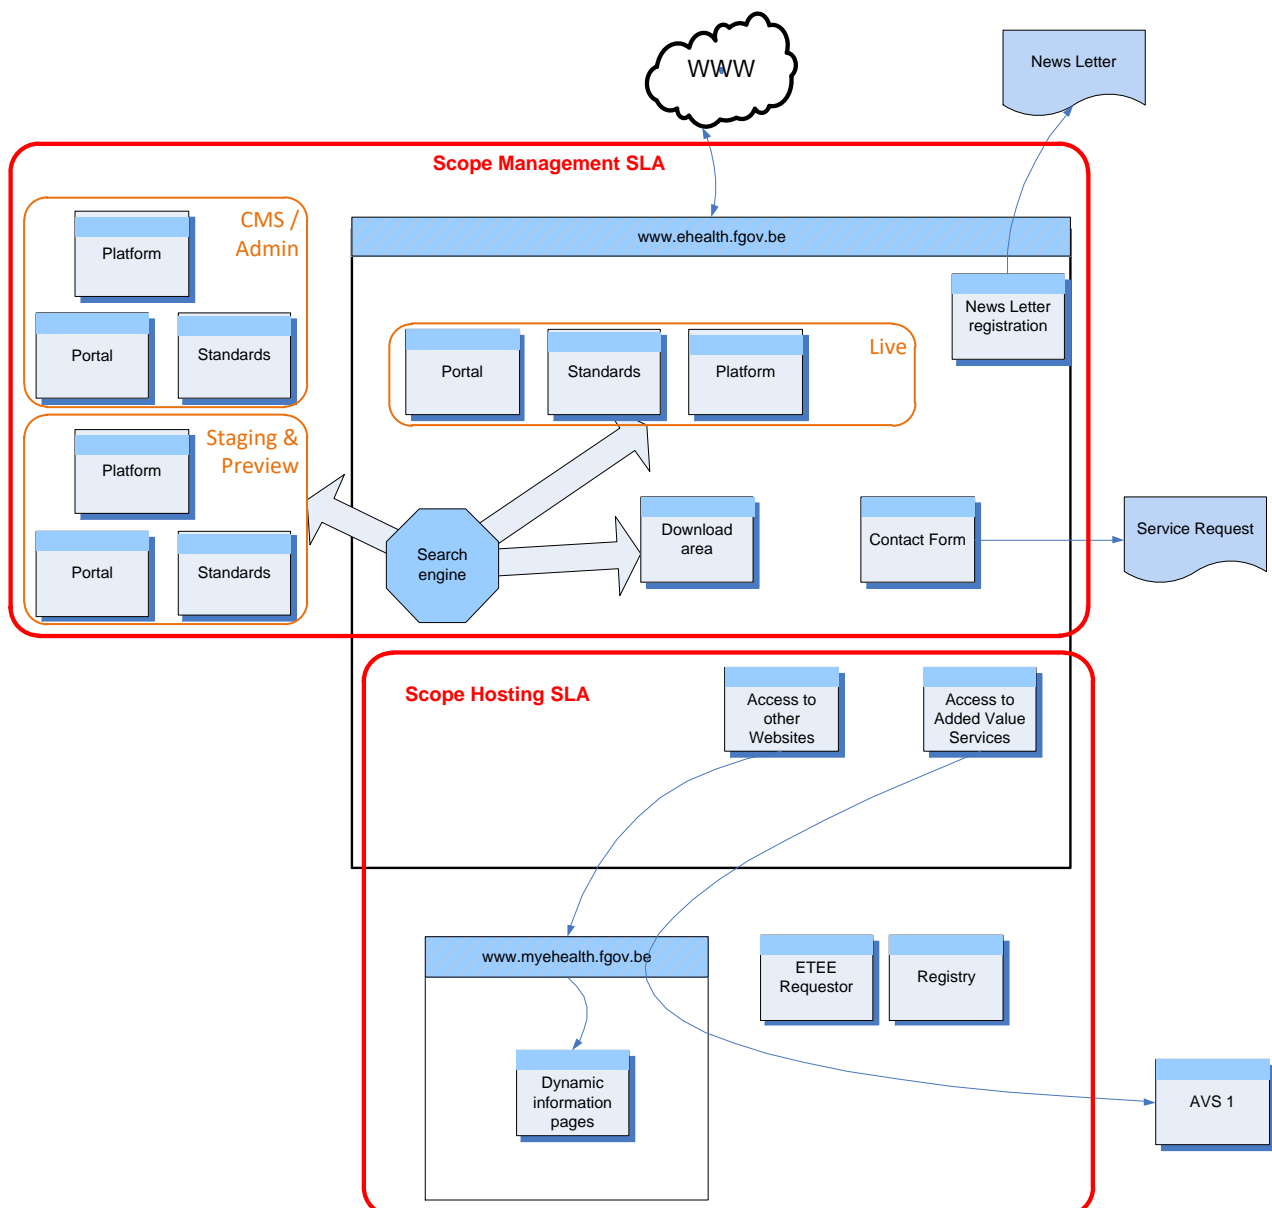 WWW
News Letter
Scope Management SLA
CMS /
Admin
Platform
Portal
Standards
www.ehealth.fgov.be
News Letter
registration
Live
Portal
Standards
Platform
Staging &
Preview
Platform
Portal
Standards
Search
engine
Download
area
Contact Form
Service Request
Scope Hosting SLA
Access to
other
Websites
Access to
Added Value
Services
www.myehealth.fgov.be
ETEE
Requestor
Registry
Dynamic
information
pages
AVS 1